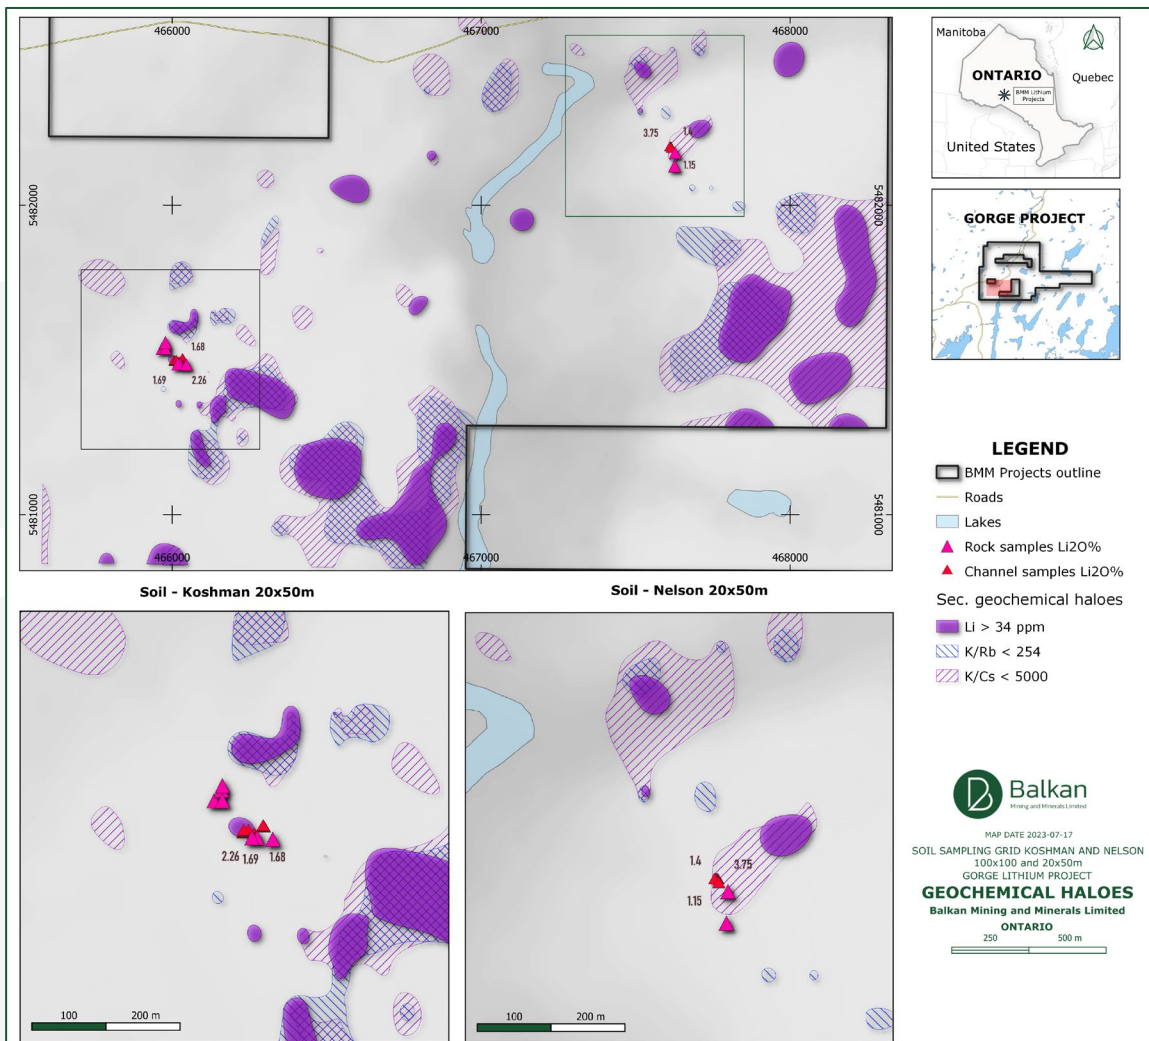 466000
467000
468000
5482000
5482000
3.75
1.4
1.15
1.68
1.69
2.26
5481000
5481000
466000
467000
468000
Soil - Koshman 20x50m
Soil - Nelson 20x50m
2.26
1.69
1.68
100
200 m
1.4
3.75
1.15
100
200 m
Manitoba
ONTARIO
Quebec
BMM Lithium
Projects
United States
GORGE PROJECT
LEGEND
BMM Projects outline
Roads
Lakes
Rock samples Li2O%
Channel samples Li2O%
Sec. geochemical haloes
Li > 34 ppm
K/Rb < 254
K/Cs < 5000
Balkan
Mining and Minerals Limited
MAP DATE 2023-07-17
SOIL SAMPLING GRID KOSHMAN AND NELSON
100x100 and 20x50m
GORGE LITHIUM PROJECT
GEOCHEMICAL HALOES
Balkan Mining and Minerals Limited
ONTARIO
250
500 m